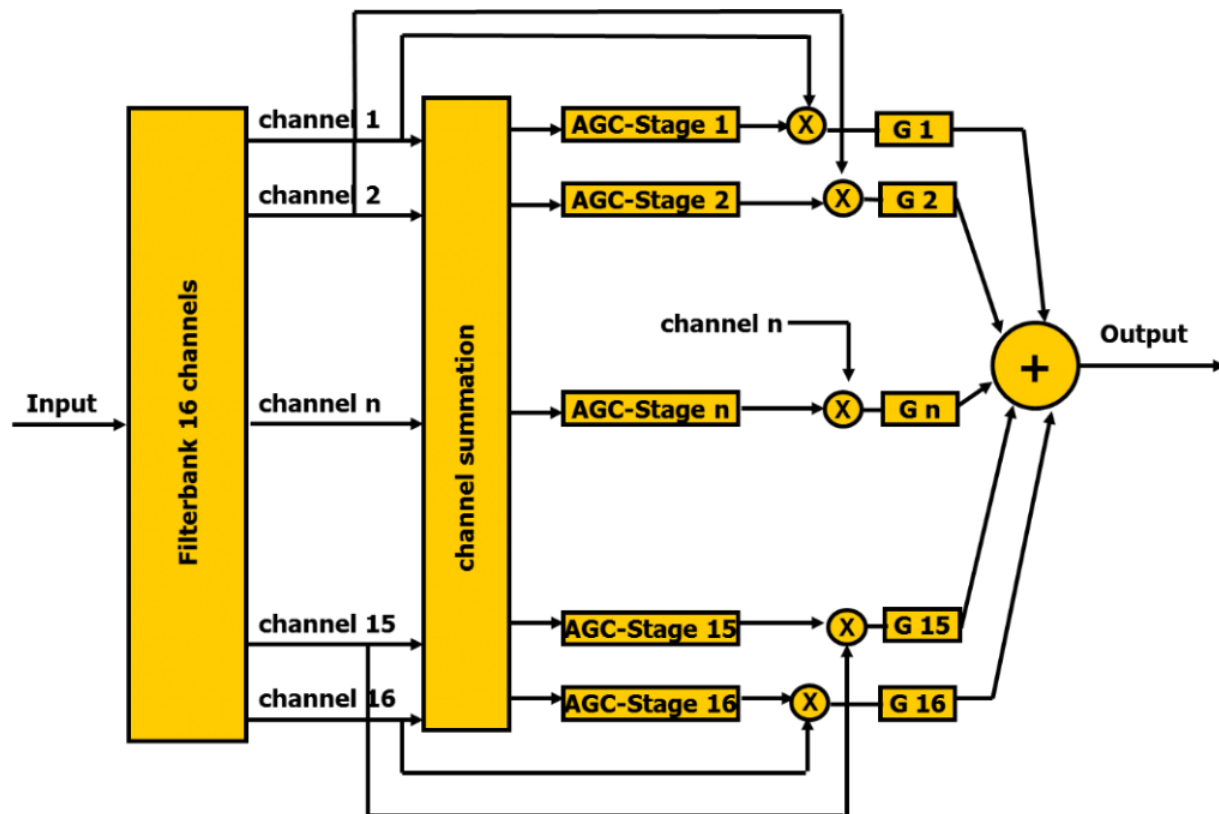 channel 1
AGC-Stage 1
X
G 1
channel 2
AGC-Stage 2
X
G 2
Filterbank 16 channels
channel summation
channel n
Output
+
Input
channel n
AGC-Stage n
X
G n
channel 15
AGC-Stage 15
X
G 15
channel 16
AGC-Stage 16
X
G 16